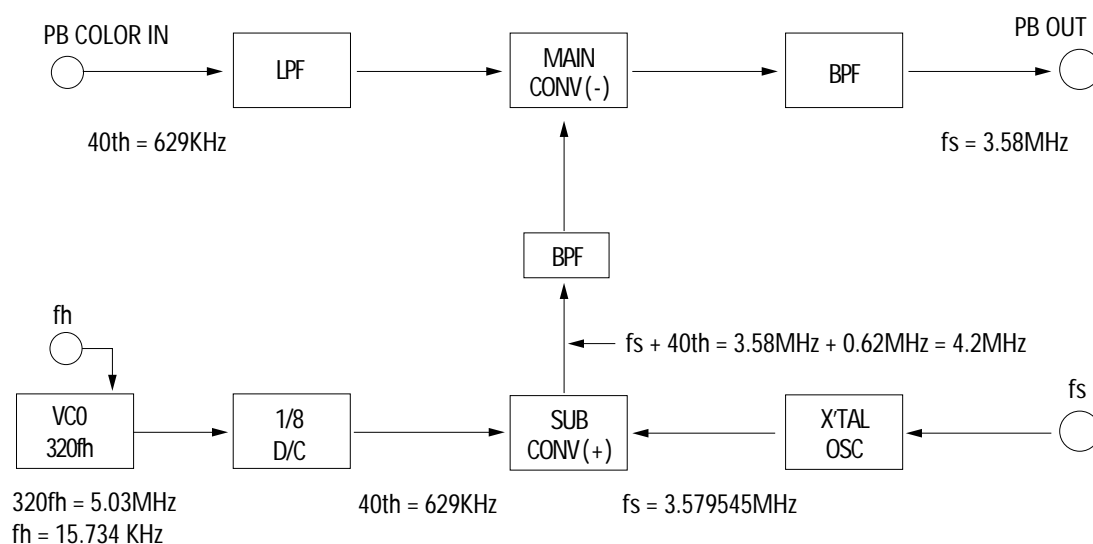 PB COLOR IN
PB OUT
LPF
MAIN
CONV(-)
BPF
40th = 629KHz
fs = 3.58MHz
BPF
fh
fs + 40th = 3.58MHz + 0.62MHz = 4.2MHz
fs
VC0
320fh
1/8
D/C
SUB
CONV(+)
X'TAL
OSC
320fh = 5.03MHz
40th = 629KHz
fs = 3.579545MHz
fh = 15.734 KHz